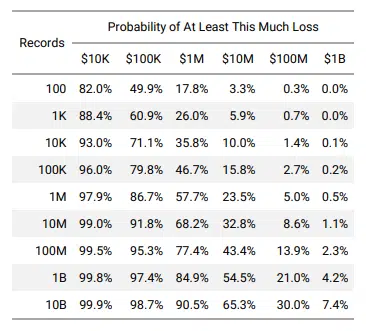 Probability of At Least This Much Loss
Records
$10K $100K $1M $10M $100M $1B
100 82.0% 49.9% 17.8% 3.3% 0.3% 0.0%
1K 88.4% 60.9% 26.0% 5.9% 0.7% 0.0%
10K 93.0% 71.1% 35.8% 10.0% 1.4% 0.1%
100K 96.0% 79.8% 46.7% 15.8% 2.7% 0.2%
1M 97.9% 86.7% 57.7% 23.5% 5.0% 0.5%
10M 99.0% 91.8% 68.2% 32.8% 8.6% 1.1%
100M 99.5% 95.3% 77.4% 43.4% 13.9% 2.3%
1B 99.8% 97.4% 84.9% 54.5% 21.0% 4.2%
10B 99.9% 98.7% 90.5% 65.3% 30.0% 7.4%